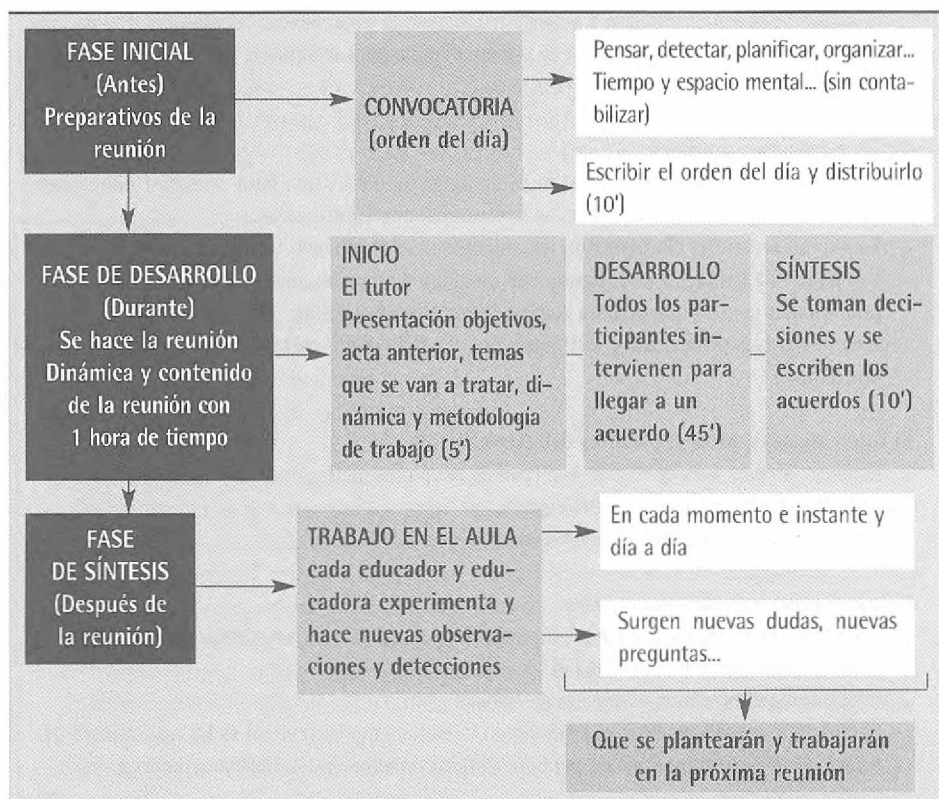 FASE INICIAL
(Antes)
Preparativos de la
reunión
CONVOCATORIA
(orden del día)
Pensar, detectar, planificar, organizar...
Tiempo y espacio mental... (sin conta-
bilizar)
Escribir el orden del día y distribuirlo
(10')
FASE DE DESARROLLO
(Durante)
Se hace la reunión
Dinámica y contenido
de la reunión con
1 hora de tiempo
INICIO
El tutor
Presentación objetivos,
acta anterior, temas
que se van a tratar, di-
námica y metodología
de trabajo (5')
DESARROLLO
Todos los par-
ticipantes in-
tervienen para
llegar a un
acuerdo (45')
SÍNTESIS
Se toman deci-
siones y se
escriben los
acuerdos (10')
FASE
DE SÍNTESIS
(Después de
la reunión)
TRABAJO EN EL AULA
cada educador y edu-
cadora experimenta y
hace nuevas observa-
ciones y detecciones
En cada momento e instante y
día a día
Surgen nuevas dudas, nuevas
preguntas...
Que se plantearán y trabajarán
en la próxima reunión